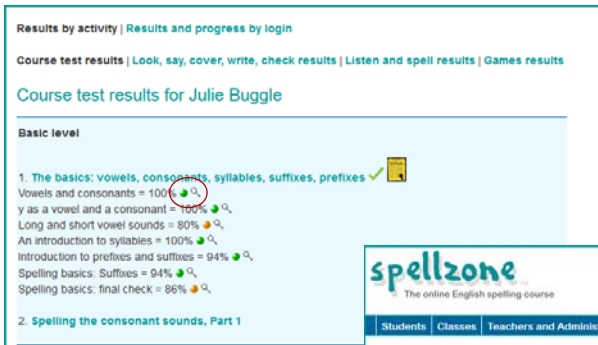 Results by activity | Results and progress by login
Course test results | Look, say, cover, write, check results | Listen and spell results | Games results
Course test results for Julie Buggle
Basic level
1. The basics: vowels, consonants, syllables, suffixes, prefixes
Vowels and consonants = 100%
y as a vowel and a consonant = 100%
Long and short vowel sounds = 80%
An introduction to syllables = 100%
Introduction to prefixes and suffixes = 94%
Spelling basics: Suffixes = 94%
Spelling basics: final check = 86%
2. Spelling the consonant sounds, Part 1
spellzone
The online English spelling course
Students Classes Teachers and Adminis